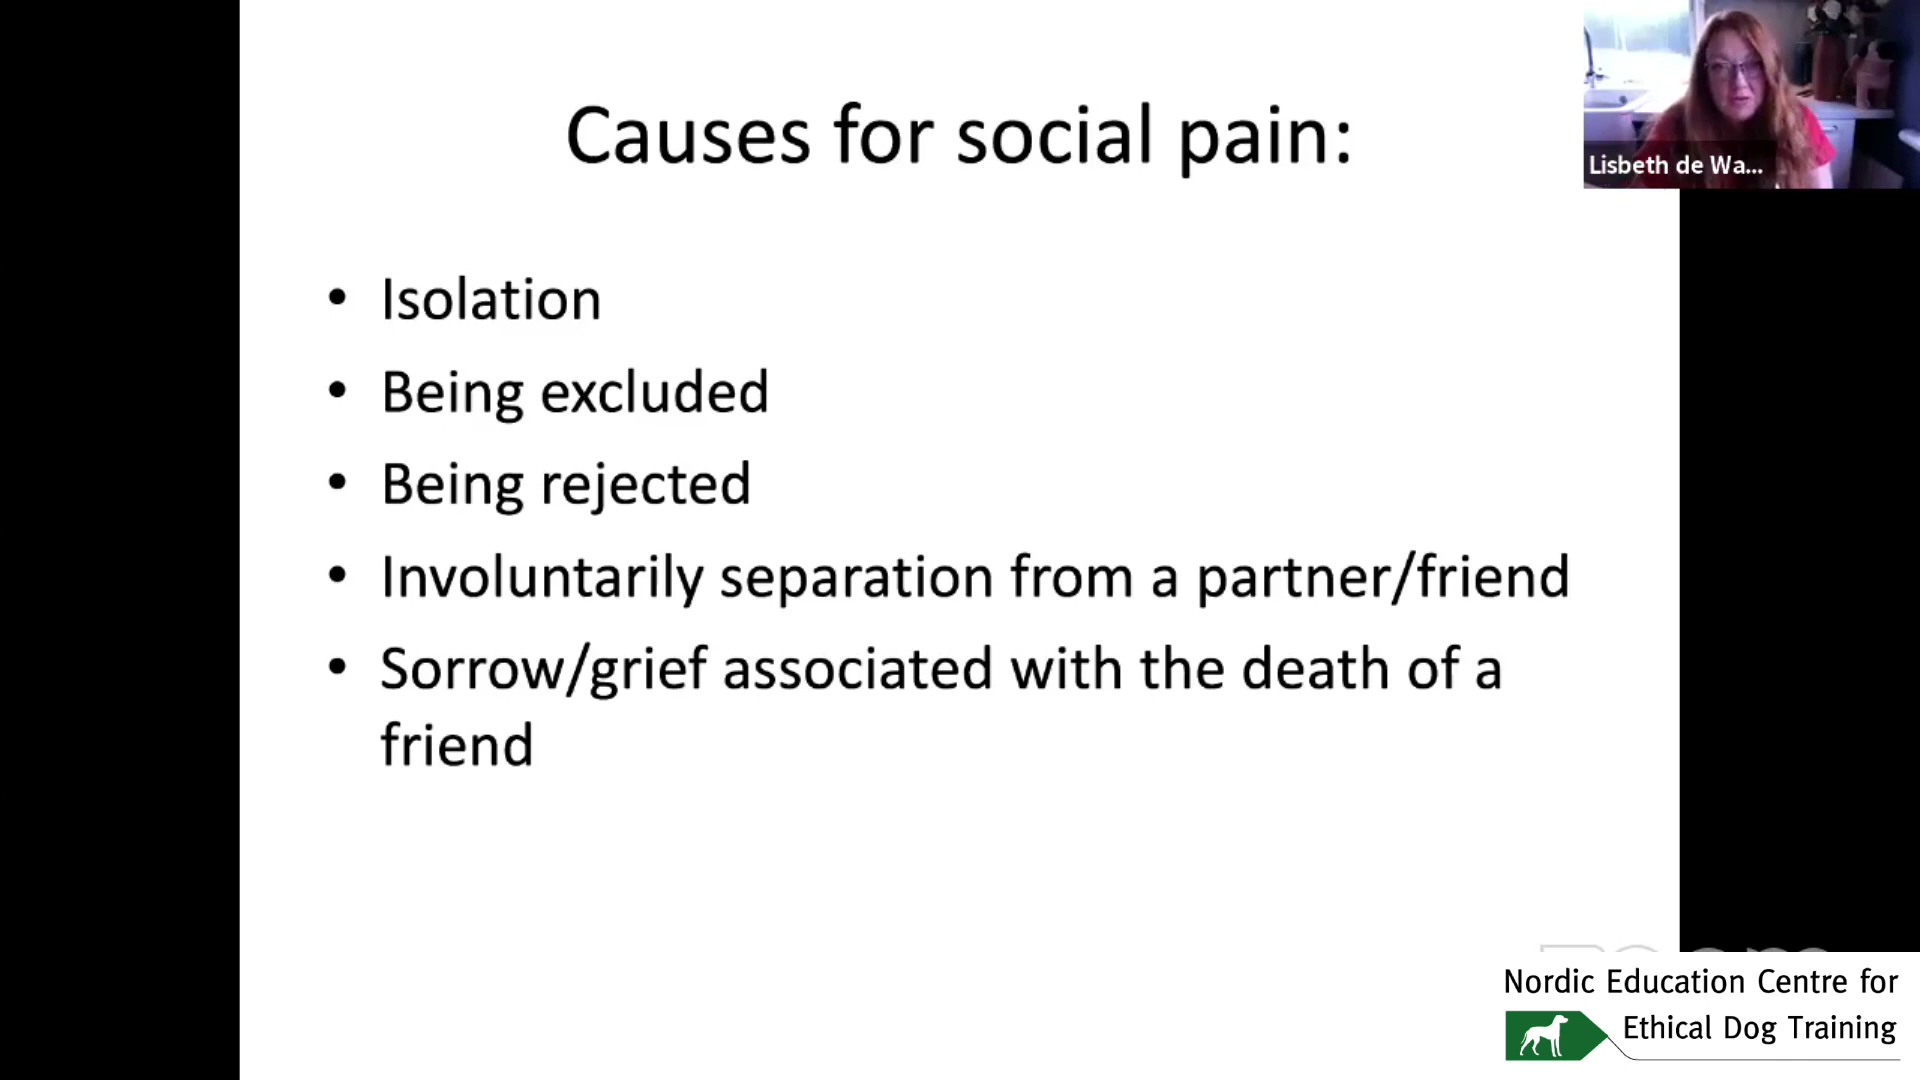 Causes for social pain:
Lisbeth de Wa...
• Isolation
• Being excluded
• Being rejected
• Involuntarily separation from a partner/friend
• Sorrow/grief associated with the death of a
friend
Nordic Education Centre for
Ethical Dog Training